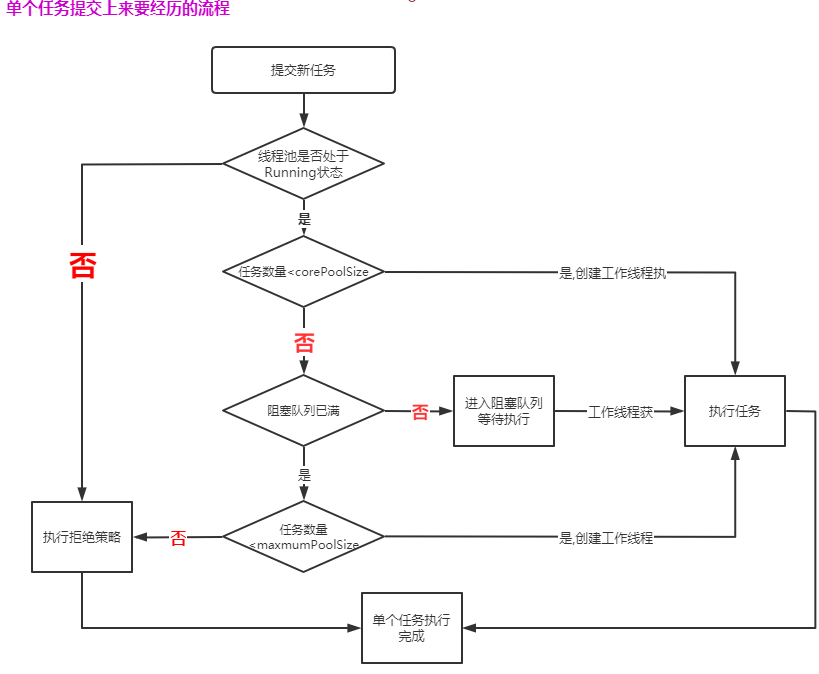 单个任务提交上来要经历的流程
提交新任务
线程池是否处于
Running状态
是
否
任务数量<corePoolSize
是,创建工作线程执
否
阻塞队列已满
否
进入阻塞队列
等待执行
工作线程获
执行任务
是
任务数量
<maxmumPoolSize
是,创建工作线程
否
执行拒绝策略
单个任务执行
完成